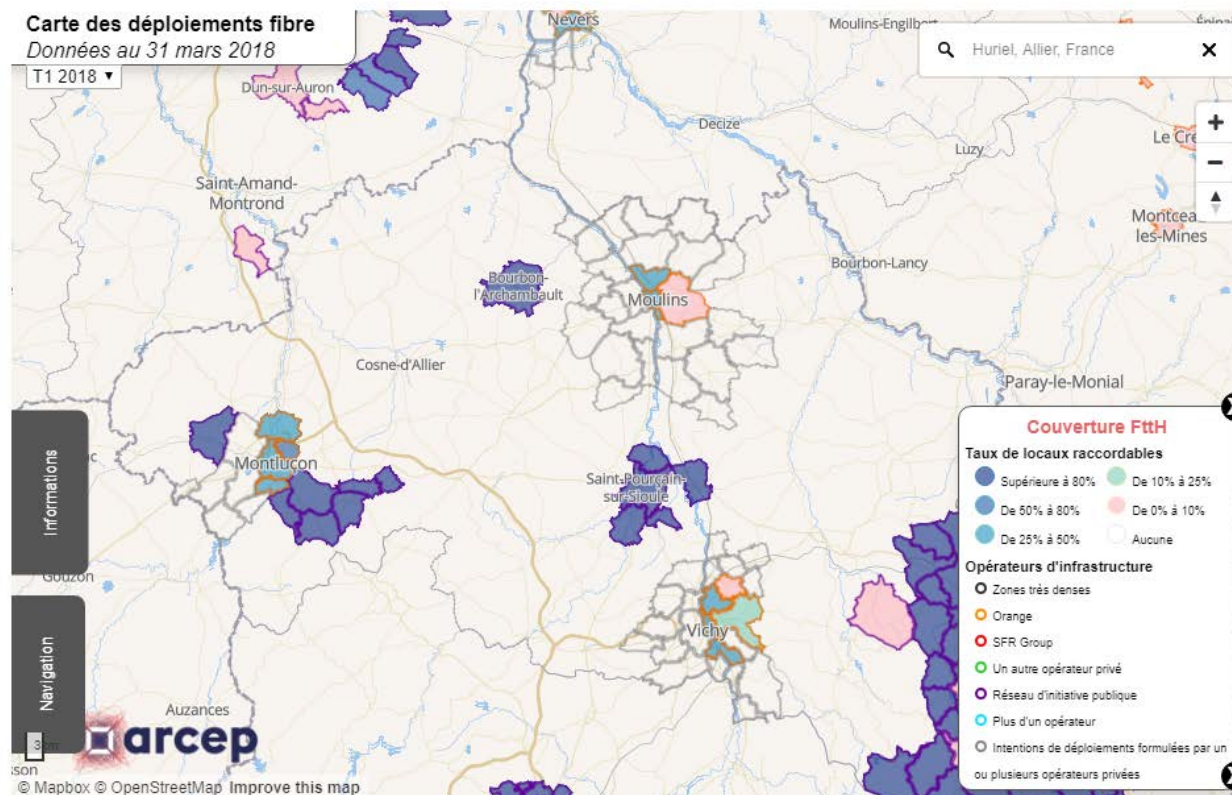 Carte des déploiements fibre
Données au 31 mars 2018
T1 2018
Huriel, Allier, France
Nevers
Moulins-Engilbert
Dun-sur-Auron
Decize
Luzy
Le Cre
Saint-Amand-
Montrond
Montceau
les-Mines
Bourbon-
l'Archambault
Moulins
Bourbon-Lancy
Cosne-d'Allier
Paray-le-Monial
Montluçon
Saint-Pourçain-
sur-Sioule
Informations
Gouzon
Vichy
Navigation
Auzances
arcep
sson
© Mapbox © OpenStreetMap Improve this map
Couverture FttH
Taux de locaux raccordables
Supérieure à 80%
De 10% à 25%
De 50% à 80%
De 0% à 10%
De 25% à 50%
Aucune
Opérateurs d'infrastructure
Zones très denses
Orange
SFR Group
Un autre opérateur privé
Réseau d'initiative publique
Plus d'un opérateur
Intentions de déploiements formulées par un
ou plusieurs opérateurs privées